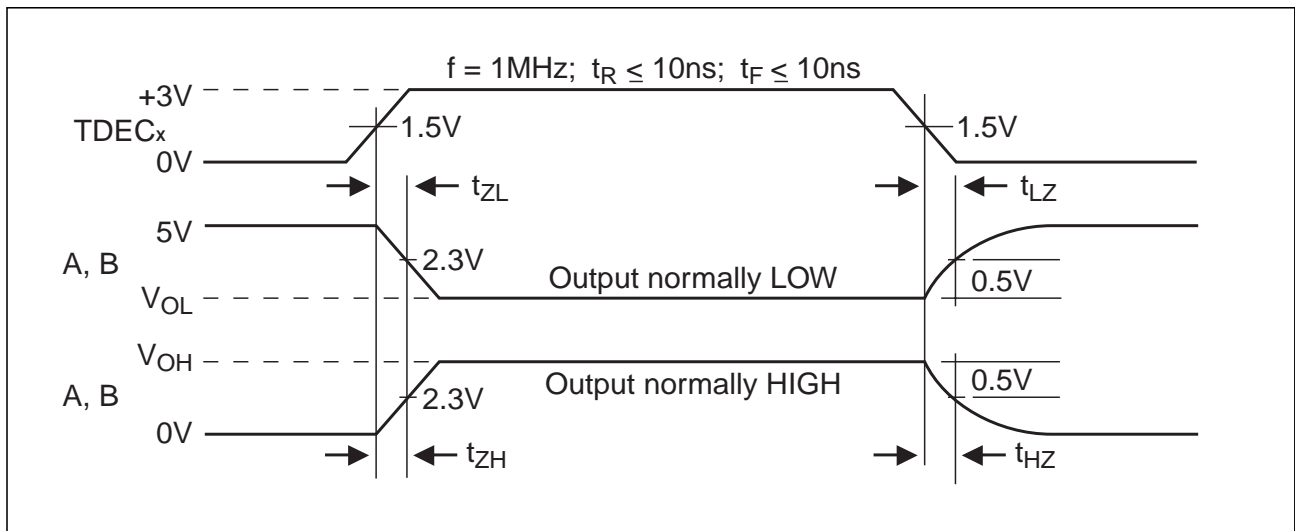 f = 1MHz; tR ≤ 10ns; tF ≤ 10ns
+3V
TDECx
1.5V
1.5V
0V
tZL
tLZ
5V
A, B
2.3V
Output normally LOW
0.5V
VOL
VOH
A, B
2.3V
Output normally HIGH
0.5V
0V
tZH
tHZ